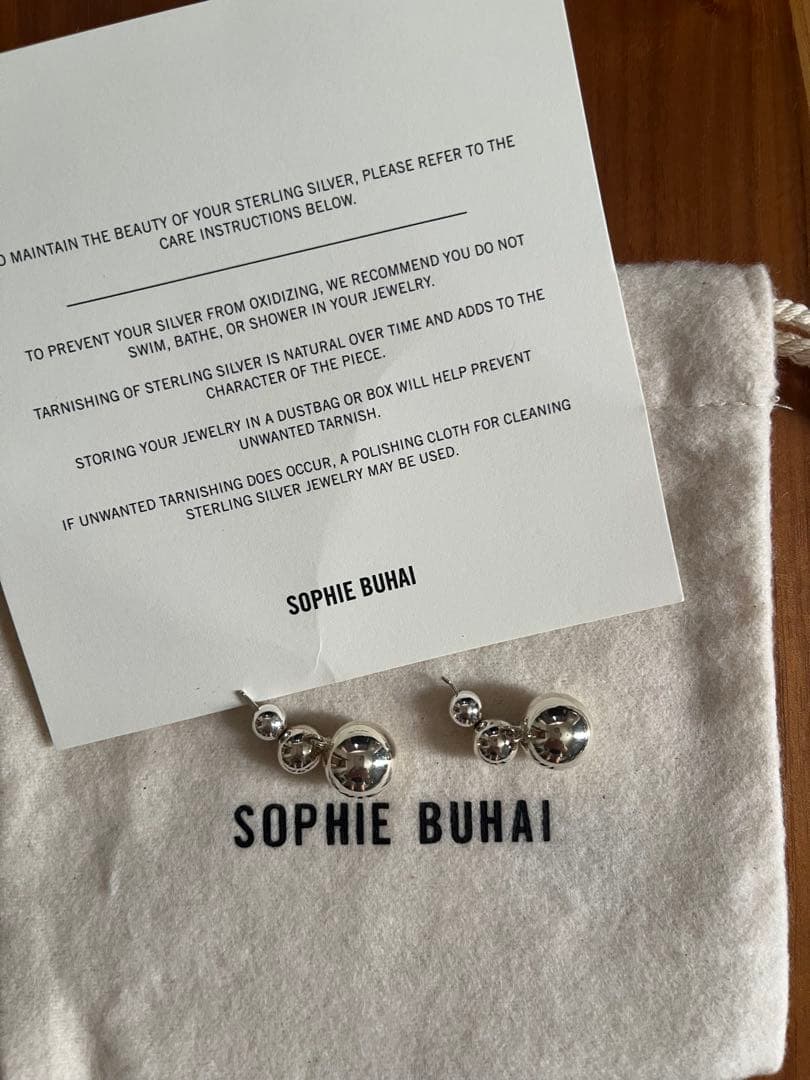 O MAINTAIN THE BEAUTY OF YOUR STERLING SILVER, PLEASE REFER TO THE
CARE INSTRUCTIONS BELOW.
TO PREVENT YOUR SILVER FROM OXIDIZING, WE RECOMMEND YOU DO NOT
SWIM, BATHE, OR SHOWER IN YOUR JEWELRY.
TARNISHING OF STERLING SILVER IS NATURAL OVER TIME AND ADDS TO THE
CHARACTER OF THE PIECE.
STORING YOUR JEWELRY IN A DUSTBAG OR BOX WILL HELP PREVENT
UNWANTED TARNISH.
IF UNWANTED TARNISHING DOES OCCUR, A POLISHING CLOTH FOR CLEANING
STERLING SILVER JEWELRY MAY BE USED.
SOPHIE BUHAI
SOPHIE BUHAI